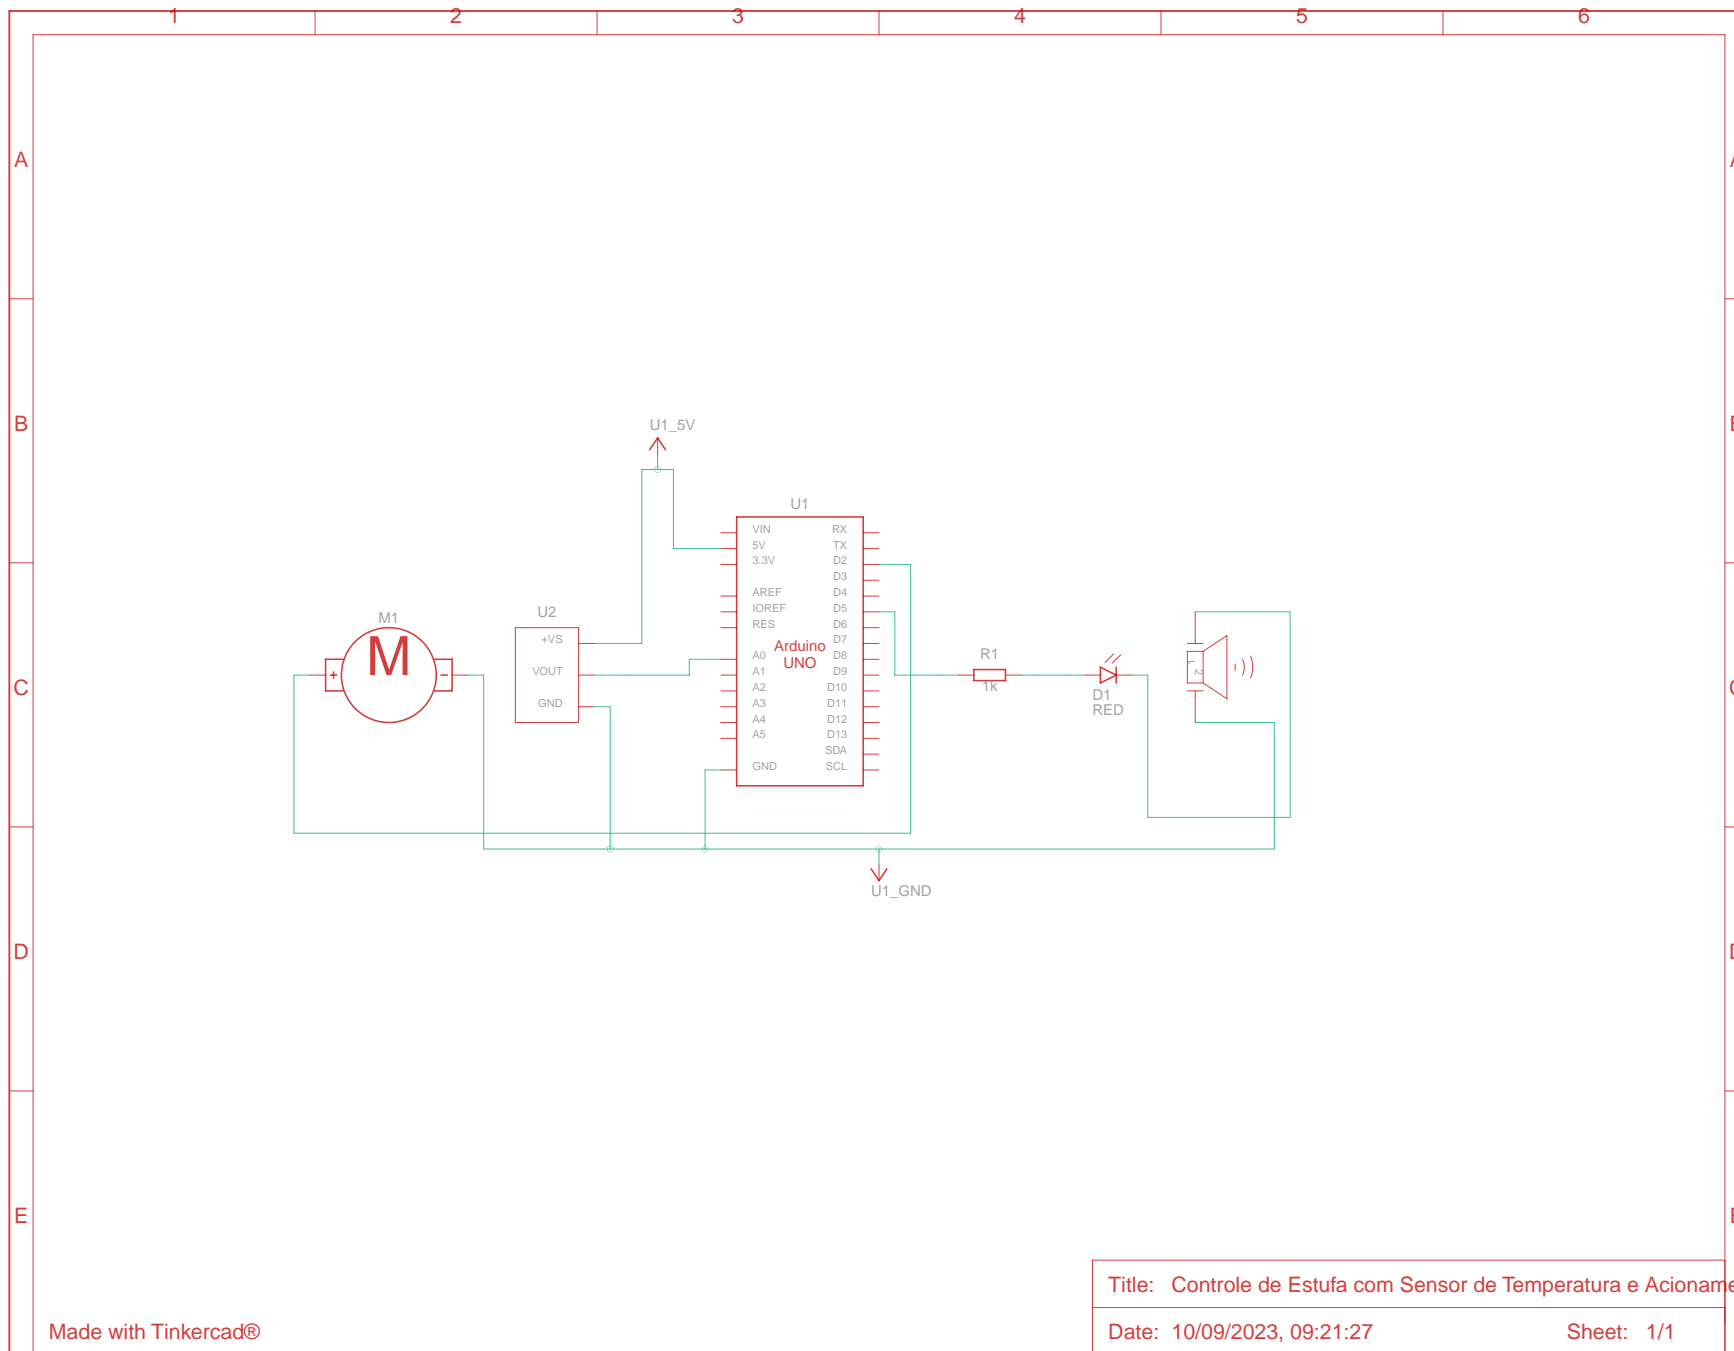 1 2 3 4 5 6
A
B
C
D
E
U1_5V
U1
VIN RX
5V TX
3.3V D2
D3
AREF D4
IOREF D5
RES D6
D7
A0 D8
A1 D9
A2 D10
A3 D11
A4 D12
A5 D13
SDA
GND SCL
Arduino
UNO
M1
M
+ -
U2
+VS
VOUT
GND
R1
1k
D1
RED
1 2
U1_GND
Title: Controle de Estufa com Sensor de Temperatura e Acioname
Date: 10/09/2023, 09:21:27 Sheet: 1/1
Made with Tinkercad®